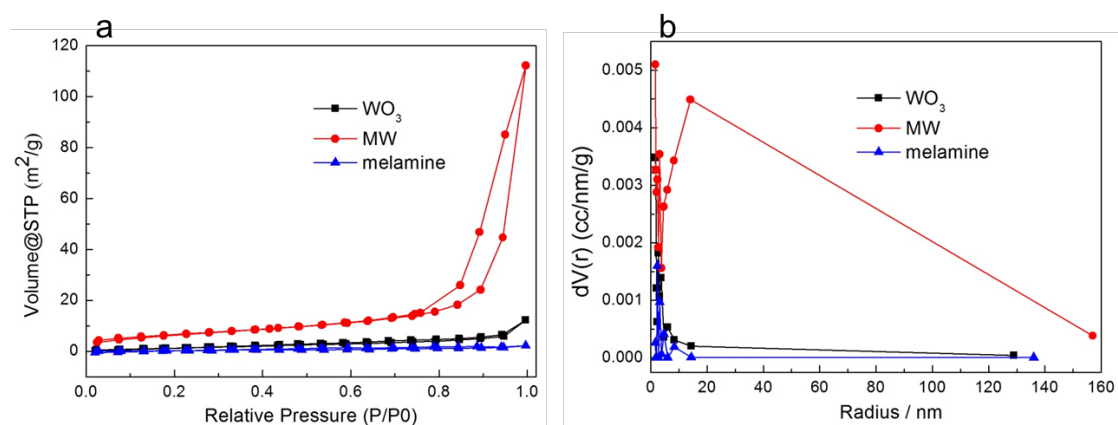 a
120
100
80
60
40
20
0
Volume@STP (m²/g)
WO₃
MW
melamine
0.0 0.2 0.4 0.6 0.8 1.0
Relative Pressure (P/P0)
b
0.005
0.004
0.003
0.002
0.001
0.000
dV(r) (cc/nm/g)
WO₃
MW
melamine
0 20 40 60 80 100 120 140 160
Radius / nm